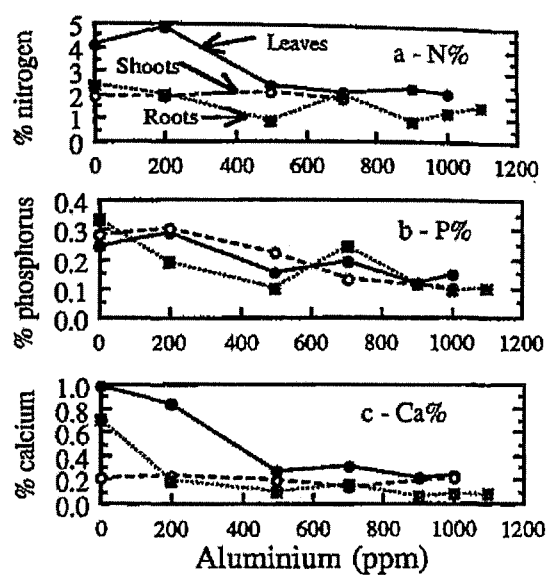 % nitrogen
5
4
3
2
1
0
Leaves
Shoots
Roots
a - N%
0 200 400 600 800 1000 1200
% phosphorus
0.4
0.3
0.2
0.1
0.0
b - P%
0 200 400 600 800 1000 1200
% calcium
1.0
0.8
0.6
0.4
0.2
0.0
c - Ca%
0 200 400 600 800 1000 1200
Aluminium (ppm)